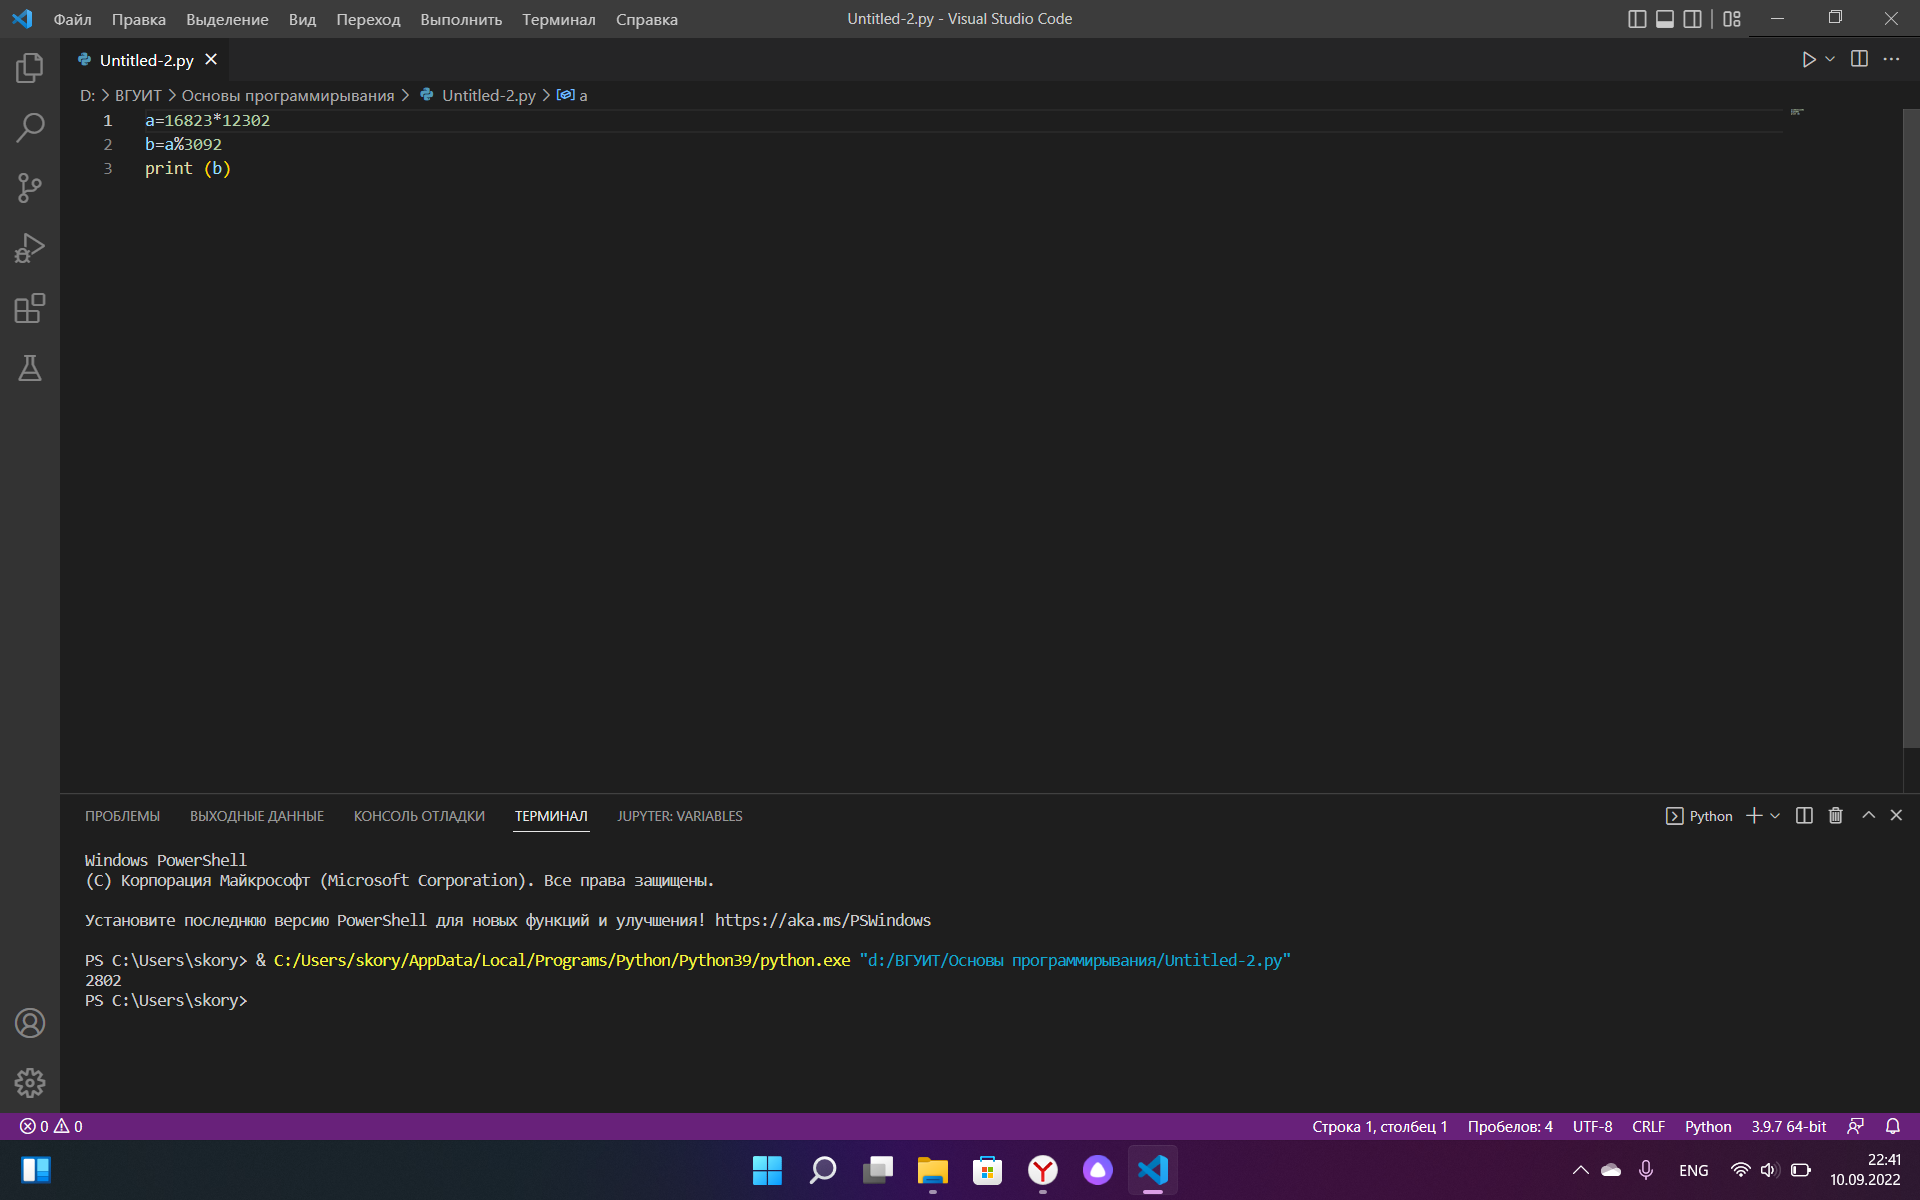 Файл Правка Выделение Вид Переход Выполнить Терминал Справка
Untitled-2.py - Visual Studio Code
Untitled-2.py
D: > ВГУИТ > Основы программирывания > Untitled-2.py > a
1 a=16823*12302
2 b=a%3092
3 print (b)
ПРОБЛЕМЫ ВЫХОДНЫЕ ДАННЫЕ КОНСОЛЬ ОТЛАДКИ ТЕРМИНАЛ JUPYTER: VARIABLES
Python
Windows PowerShell
(C) Корпорация Майкрософт (Microsoft Corporation). Все права защищены.
Установите последнюю версию PowerShell для новых функций и улучшения! https://aka.ms/PSWindows
PS C:\Users\skory> & C:/Users/skory/AppData/Local/Programs/Python/Python39/python.exe "d:/ВГУИТ/Основы программирывания/Untitled-2.py"
2802
PS C:\Users\skory>
0 0
Строка 1, столбец 1 Пробелов: 4 UTF-8 CRLF Python 3.9.7 64-bit
ENG
22:41
10.09.2022